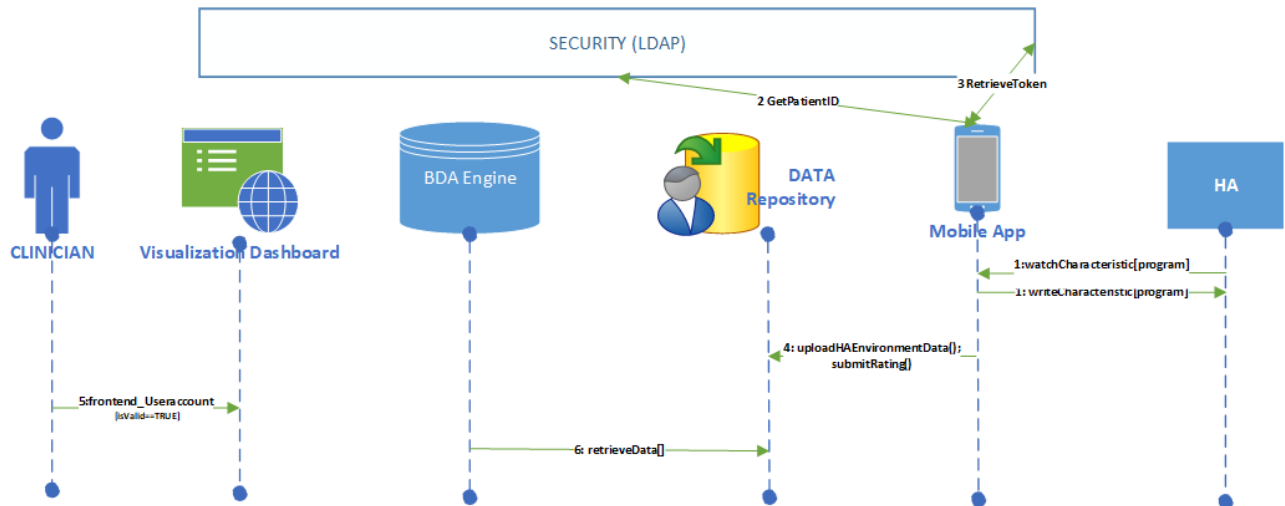 SECURITY (LDAP)
3 RetrieveToken
2 GetPatientID
BDA Engine
DATA
Repository
HA
CLINICIAN
Visualization Dashboard
Mobile App
1:watchCharacteristic[program]
1: writeCharacteristic[program]
4: uploadHAEnvironmentData();
submitRating()
5:frontend_Useraccount
(isValid==TRUE)
6: retrieveData[]